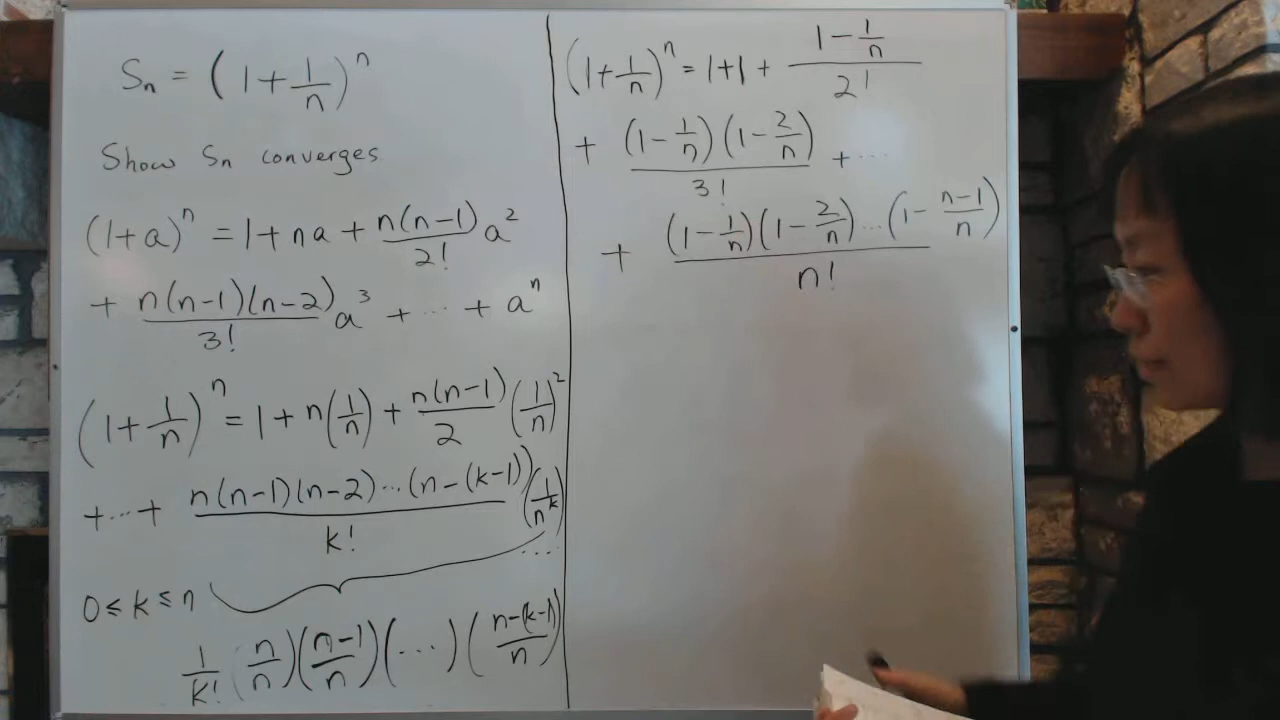 Sn = (1+1/n)^n
Show Sn converges
(1+a)^n = 1+na+ n(n-1)/2! a^2
+ n(n-1)(n-2)/3! a^3 + ... + a^n
(1+1/n)^n = 1+n(1/n)+ n(n-1)/2 (1/n)^2
+...+ n(n-1)(n-2)...(n-(k-1))/k! (1/n^k)
...
0≤k≤n
1/k! (n/n)(n-1/n)(...)(n-(k-1)/n)
(1+1/n)^n = 1+1+ 1-1/n / 2!
+ (1-1/n)(1-2/n)/3! +...
+ (1-1/n)(1-2/n)...(1- n-1/n)/n!